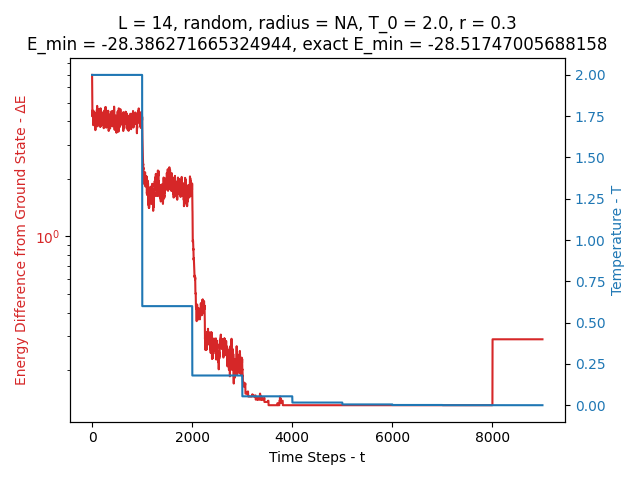 L = 14, random, radius = NA, T_0 = 2.0, r = 0.3
E_min = -28.386271665324944, exact E_min = -28.51747005688158
Energy Difference from Ground State - ΔE
10⁰
2.00
1.75
1.50
1.25
1.00
0.75
0.50
0.25
0.00
Temperature - T
0 2000 4000 6000 8000
Time Steps - t